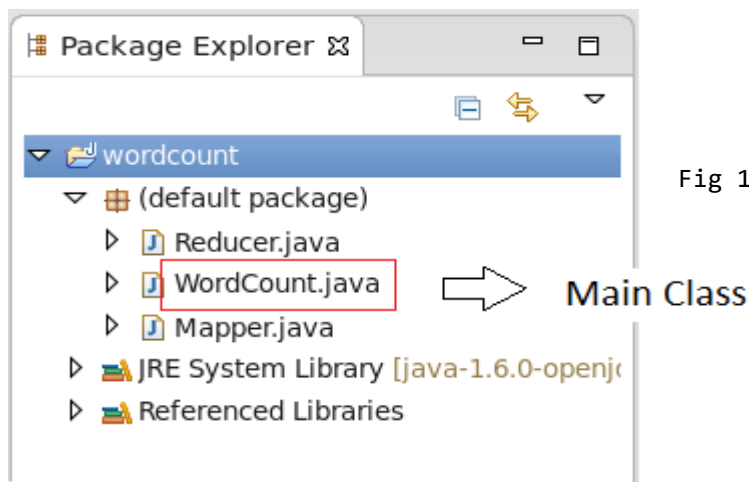 Package Explorer
wordcount
(default package)
Reducer.java
WordCount.java
Mapper.java
JRE System Library [java-1.6.0-openjc
Referenced Libraries
Fig 1
Main Class